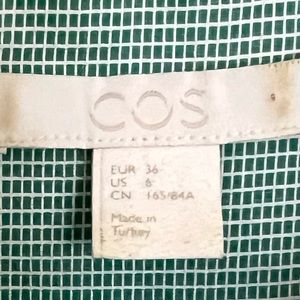 COS
EUR 36
US 6
CN 165/84A
Made in
Turkey